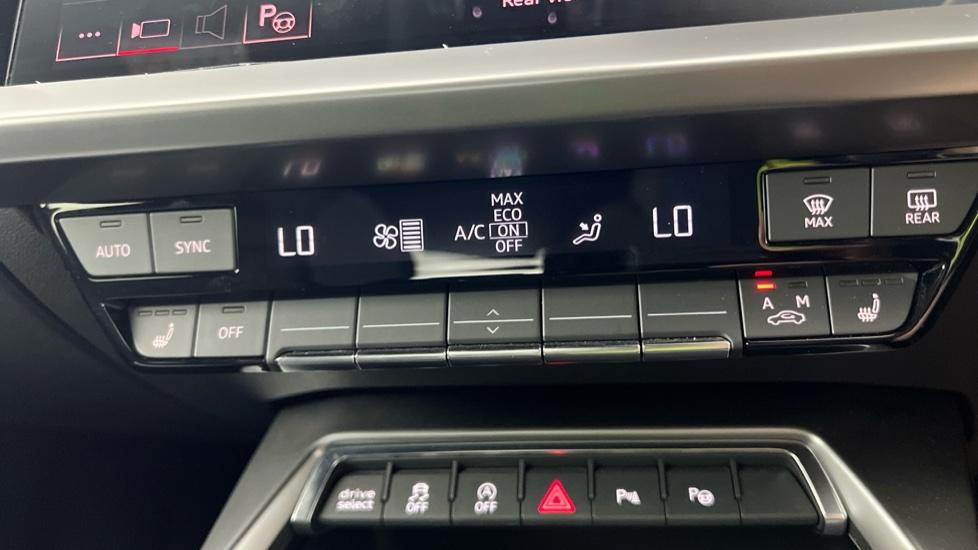 ...
P
Rear vi
AUTO
SYNC
LO
A/C
MAX
ECO
ON
OFF
LO
MAX
REAR
OFF
A M
drive
select
OFF
OFF
P
P